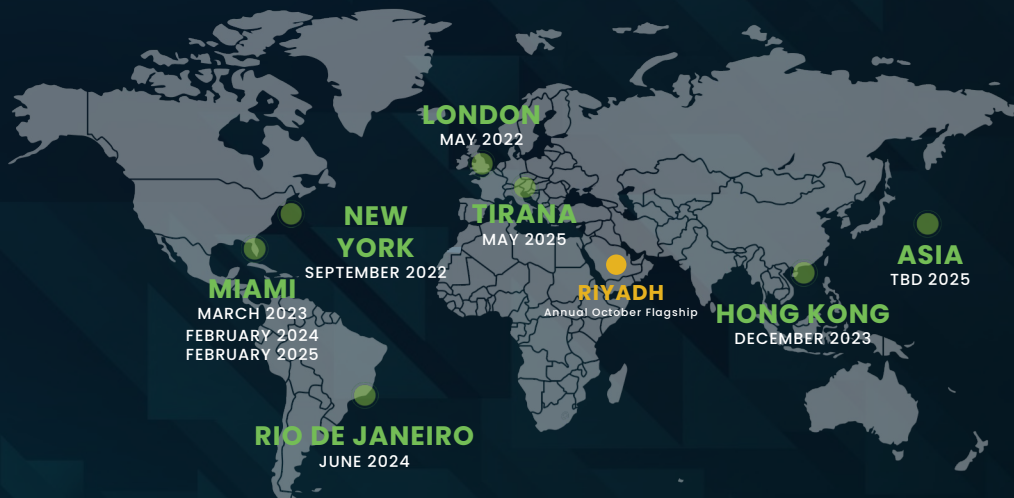 LONDON
MAY 2022
NEW
YORK
SEPTEMBER 2022
TIRANA
MAY 2025
ASIA
TBD 2025
MIAMI
MARCH 2023
FEBRUARY 2024
FEBRUARY 2025
RIYADH
Annual October Flagship
HONG KONG
DECEMBER 2023
RIO DE JANEIRO
JUNE 2024